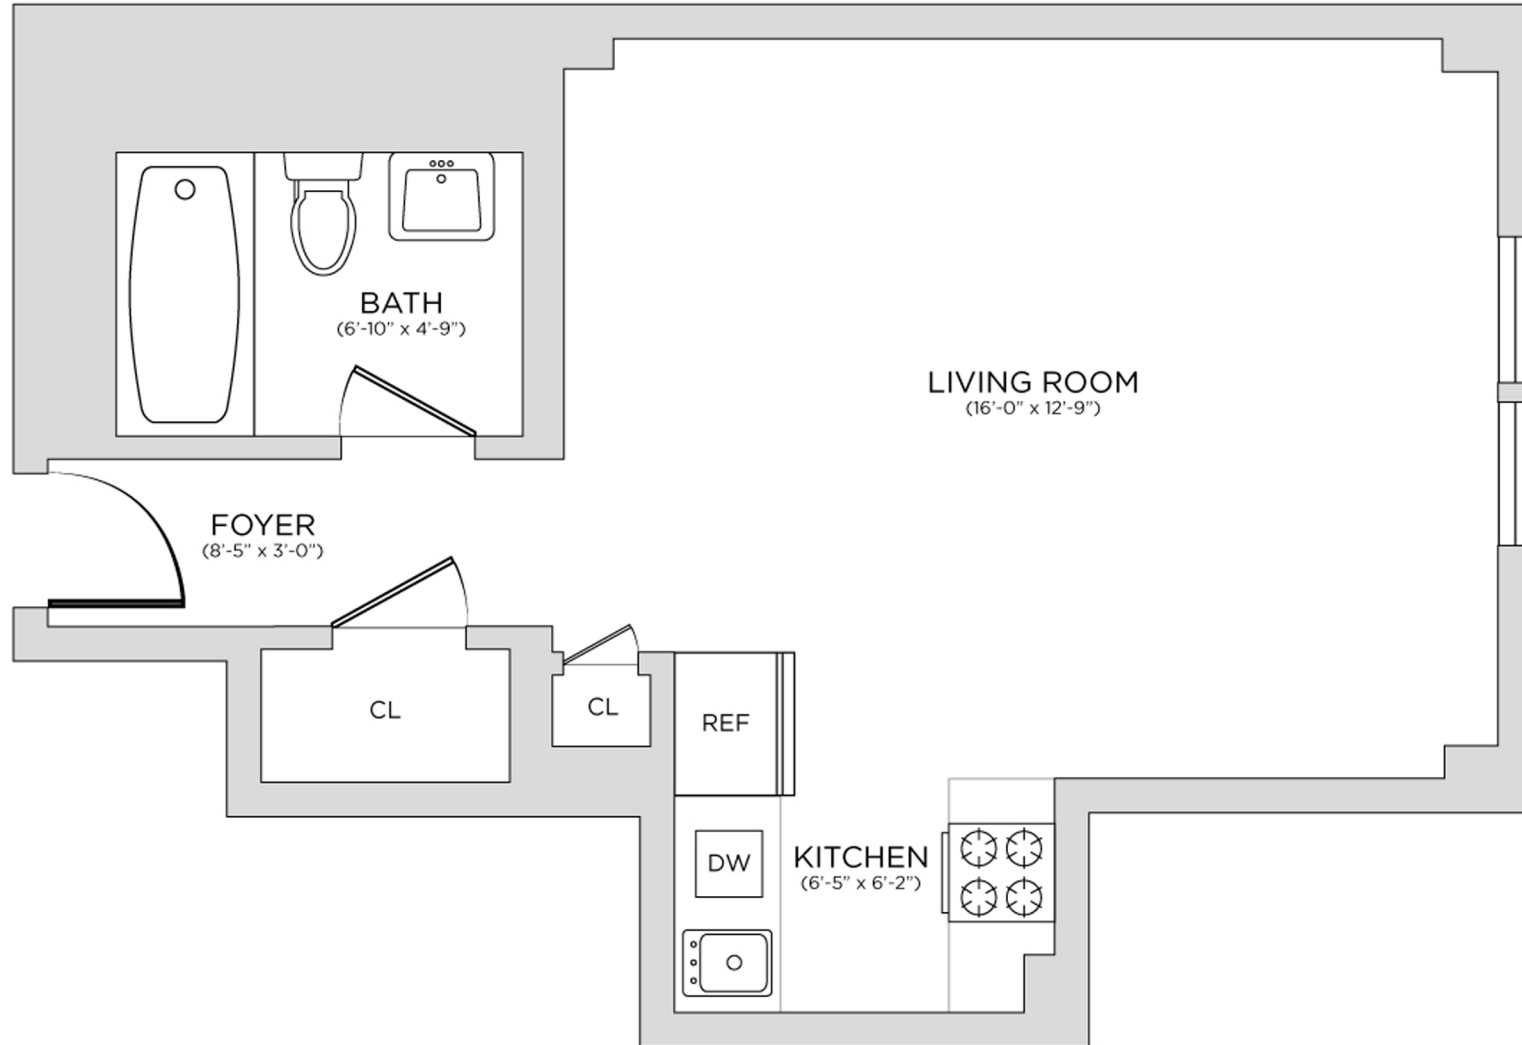 BATH
(6’-10” x 4’-9”)
LIVING ROOM
(16’-0” x 12’-9”)
FOYER
(8’-5” x 3’-0”)
CL
CL
REF
DW
KITCHEN
(6’-5” x 6’-2”)